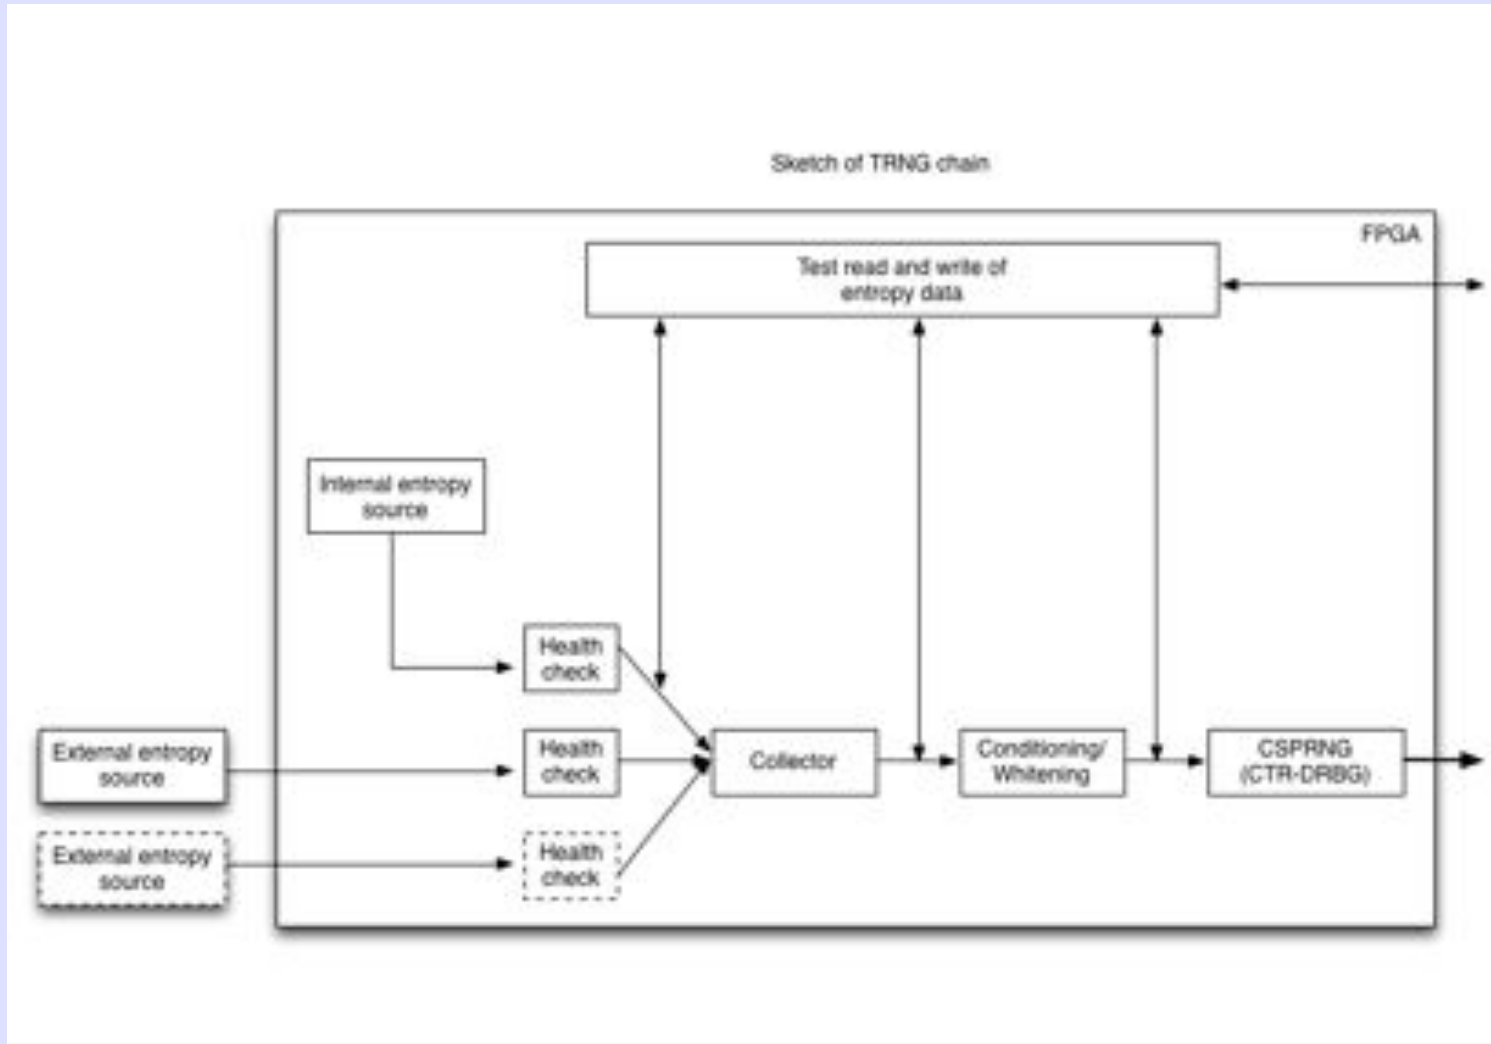 Sketch of TRNG chain
FPGA
Test read and write of
entropy data
Internal entropy
source
Health
check
External entropy
source
Health
check
Collector
Conditioning/
Whitening
CSPRNG
(CTR-DRBG)
External entropy
source
Health
check